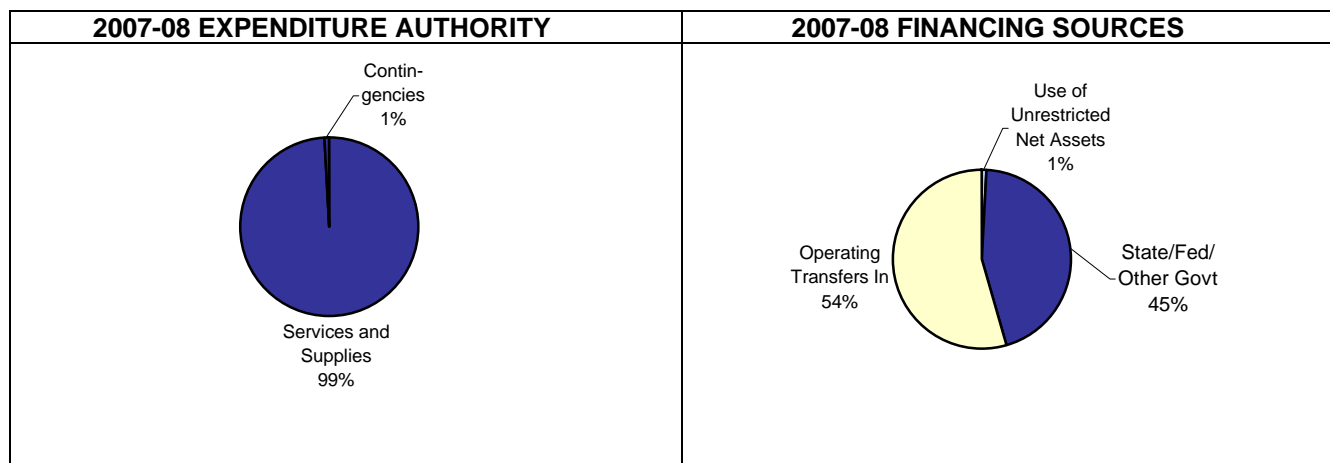 2007-08 EXPENDITURE AUTHORITY
Contin-
gencies
1%
Services and
Supplies
99%
2007-08 FINANCING SOURCES
Use of
Unrestricted
Net Assets
1%
Operating
Transfers In
54%
State/Fed/
Other Govt
45%